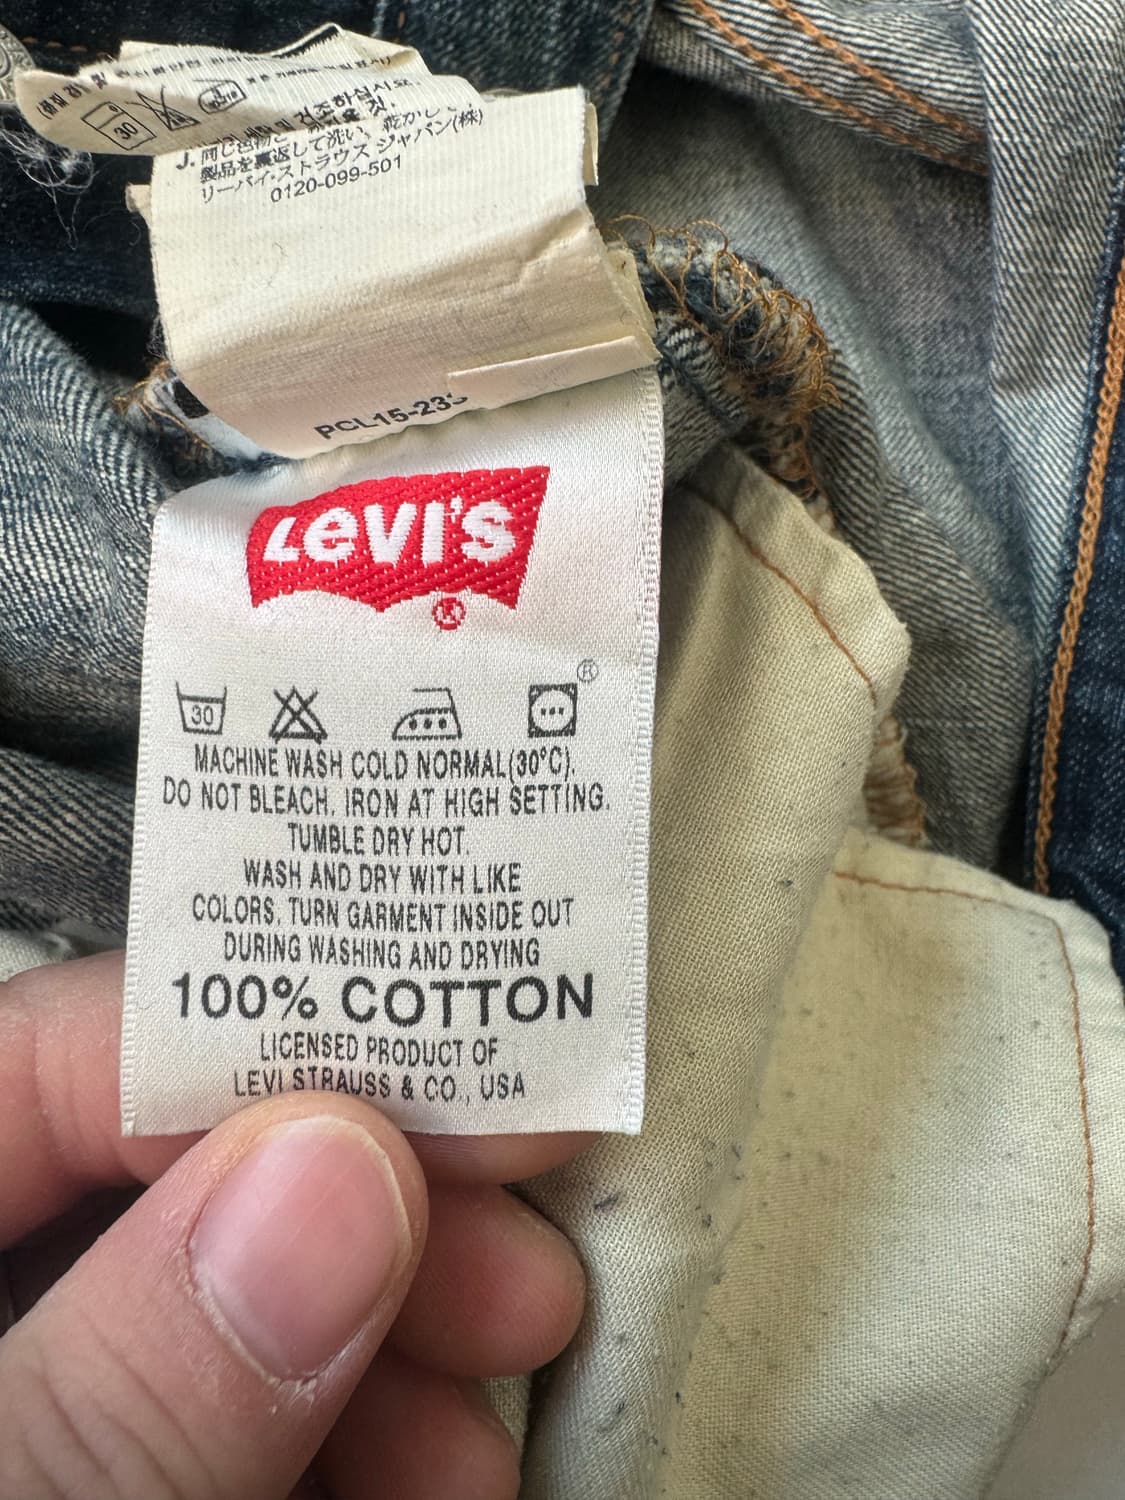 30
J. 同じ色物と
製品を裏返して洗い、乾かし
リーバイ・ストラウス ジャパン(株)
0120-099-501
PCL15-23
LEVI'S
®
®
30
MACHINE WASH COLD NORMAL(30°C).
DO NOT BLEACH. IRON AT HIGH SETTING.
TUMBLE DRY HOT.
WASH AND DRY WITH LIKE
COLORS. TURN GARMENT INSIDE OUT
DURING WASHING AND DRYING
100% COTTON
LICENSED PRODUCT OF
LEVI STRAUSS & CO., USA